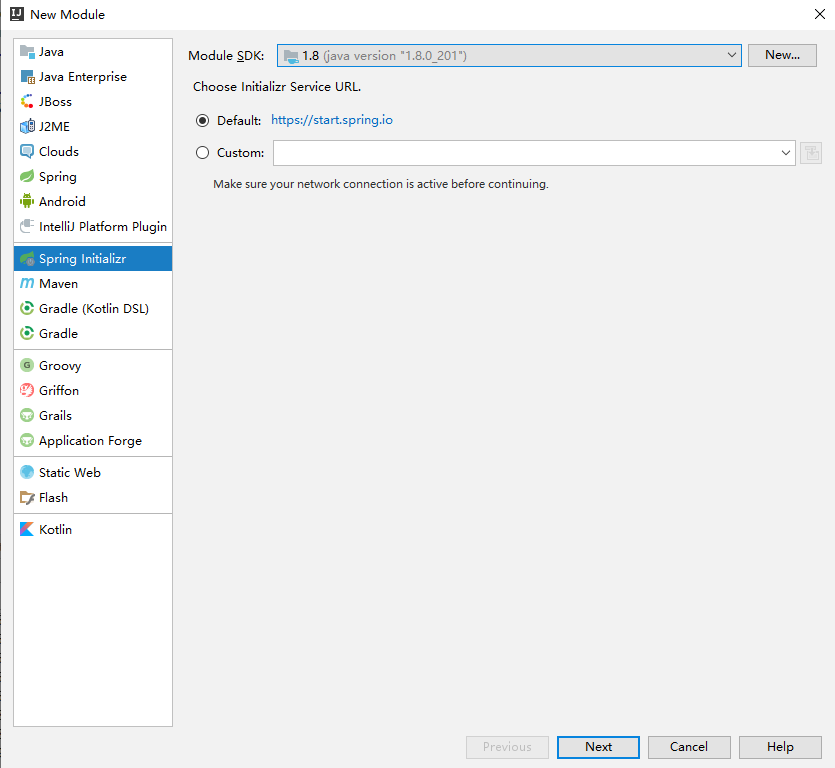 New Module
Java
Java Enterprise
JBoss
J2ME
Clouds
Spring
Android
IntelliJ Platform Plugin
Spring Initializr
Maven
Gradle (Kotlin DSL)
Gradle
Groovy
Griffon
Grails
Application Forge
Static Web
Flash
Kotlin
Module SDK: 1.8 (java version "1.8.0_201") New...
Choose Initializr Service URL.
Default: https://start.spring.io
Custom:
Make sure your network connection is active before continuing.
Previous Next Cancel Help